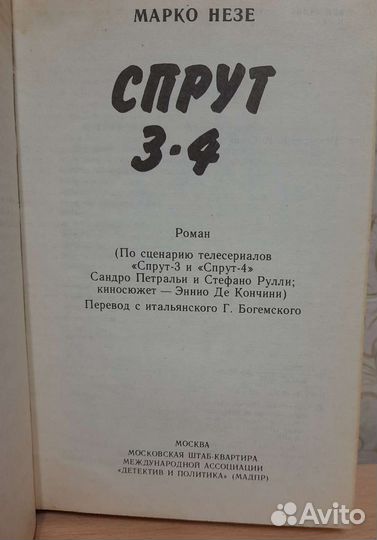 МАРКО НЕЗЕ
СПРУТ
3·4
Роман
(По сценарию телесериалов
«Спрут-3 и «Спрут-4»
Сандро Петральи и Стефано Рулли;
киносюжет — Эннио Де Кончини)
Перевод с итальянского Г. Богемского
МОСКВА
МОСКОВСКАЯ ШТАБ-КВАРТИРА
МЕЖДУНАРОДНОЙ АССОЦИАЦИИ
«ДЕТЕКТИВ И ПОЛИТИКА» (МАДПР)
Avito